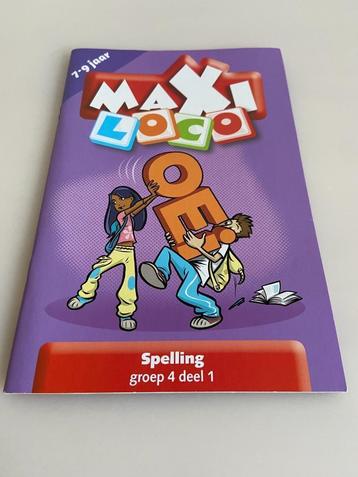 7-9 jaar
MAXI
LOCO
OE
Spelling
groep 4 deel 1